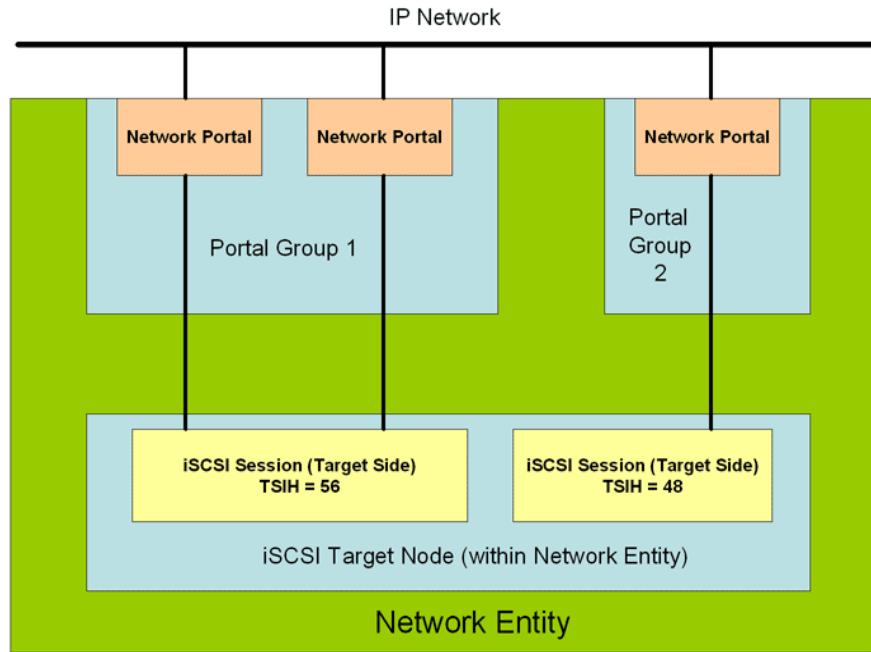 IP Network
Network Portal
Network Portal
Network Portal
Portal Group 1
Portal
Group
2
iSCSI Session (Target Side)
TSIH = 56
iSCSI Session (Target Side)
TSIH = 48
iSCSI Target Node (within Network Entity)
Network Entity